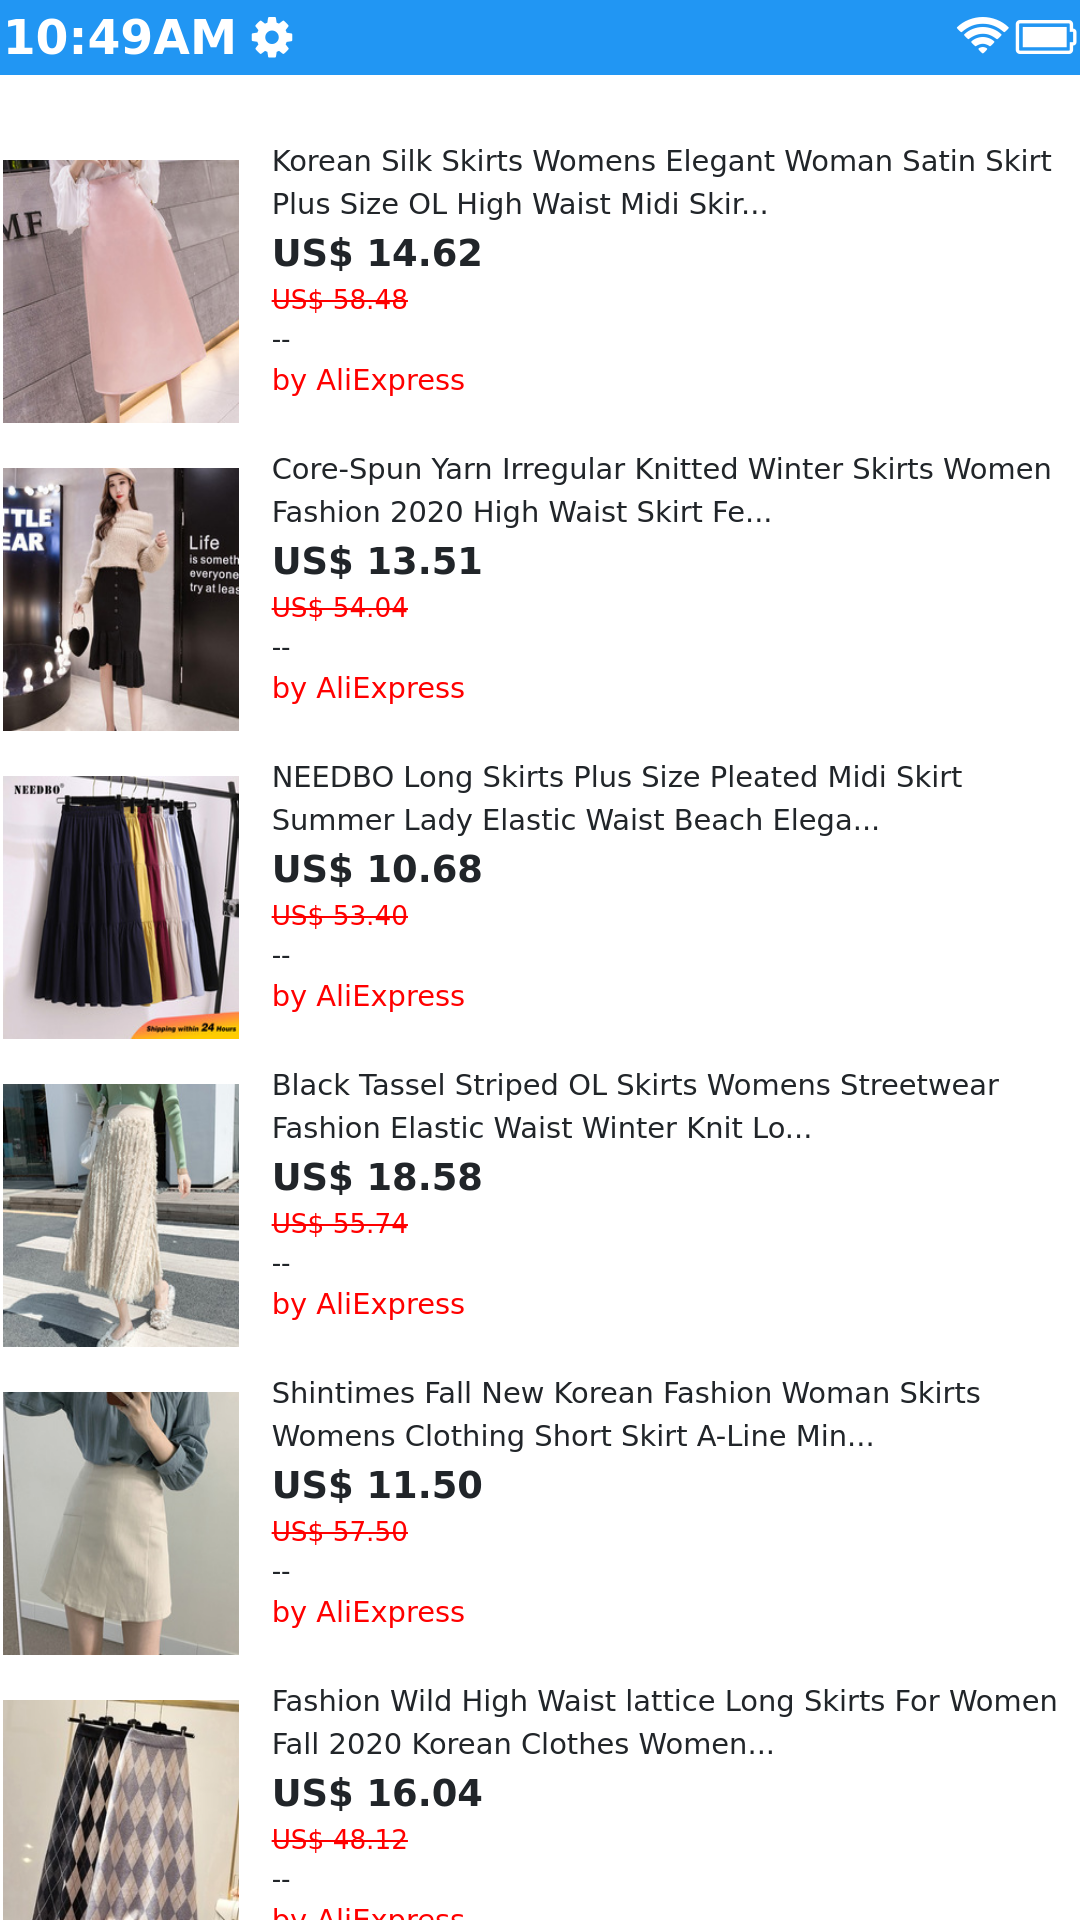 10:49AM
Korean Silk Skirts Womens Elegant Woman Satin Skirt
Plus Size OL High Waist Midi Skir...
US$ 14.62
US$ 58.48
--
by AliExpress
MF
Core-Spun Yarn Irregular Knitted Winter Skirts Women
Fashion 2020 High Waist Skirt Fe...
US$ 13.51
US$ 54.04
--
by AliExpress
TTLE
EAR
Life
is someth
everyone
try at leas
NEEDBO Long Skirts Plus Size Pleated Midi Skirt
Summer Lady Elastic Waist Beach Elega...
US$ 10.68
US$ 53.40
--
by AliExpress
NEEDBO®
Shipping within 24 Hours
Black Tassel Striped OL Skirts Womens Streetwear
Fashion Elastic Waist Winter Knit Lo...
US$ 18.58
US$ 55.74
--
by AliExpress
Shintimes Fall New Korean Fashion Woman Skirts
Womens Clothing Short Skirt A-Line Min...
US$ 11.50
US$ 57.50
--
by AliExpress
Fashion Wild High Waist lattice Long Skirts For Women
Fall 2020 Korean Clothes Women...
US$ 16.04
US$ 48.12
--
by AliExpress